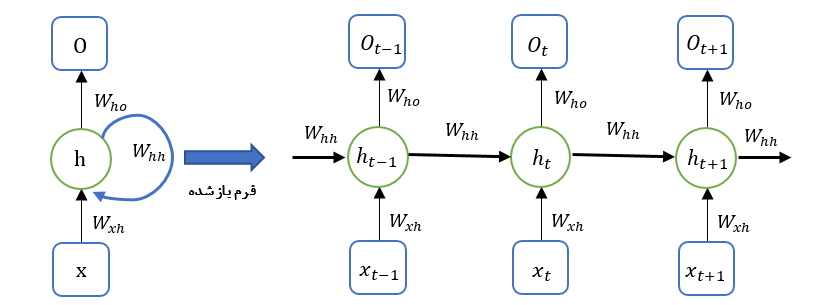 O
W_{ho}
h
W_{hh}
W_{xh}
x
فرم بازشده
O_{t-1} O_t O_{t+1}
W_{ho} W_{ho} W_{ho}
W_{hh} W_{hh} W_{hh} W_{hh}
h_{t-1} h_t h_{t+1}
W_{xh} W_{xh} W_{xh}
x_{t-1} x_t x_{t+1}